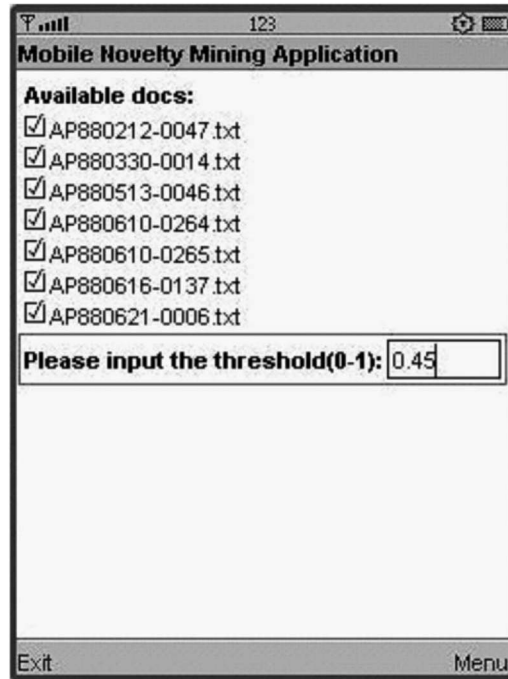 123
Mobile Novelty Mining Application
Available docs:
AP880212-0047.txt
AP880330-0014.txt
AP880513-0046.txt
AP880610-0264.txt
AP880610-0265.txt
AP880616-0137.txt
AP880621-0006.txt
Please input the threshold(0-1): 0.45
Exit Menu